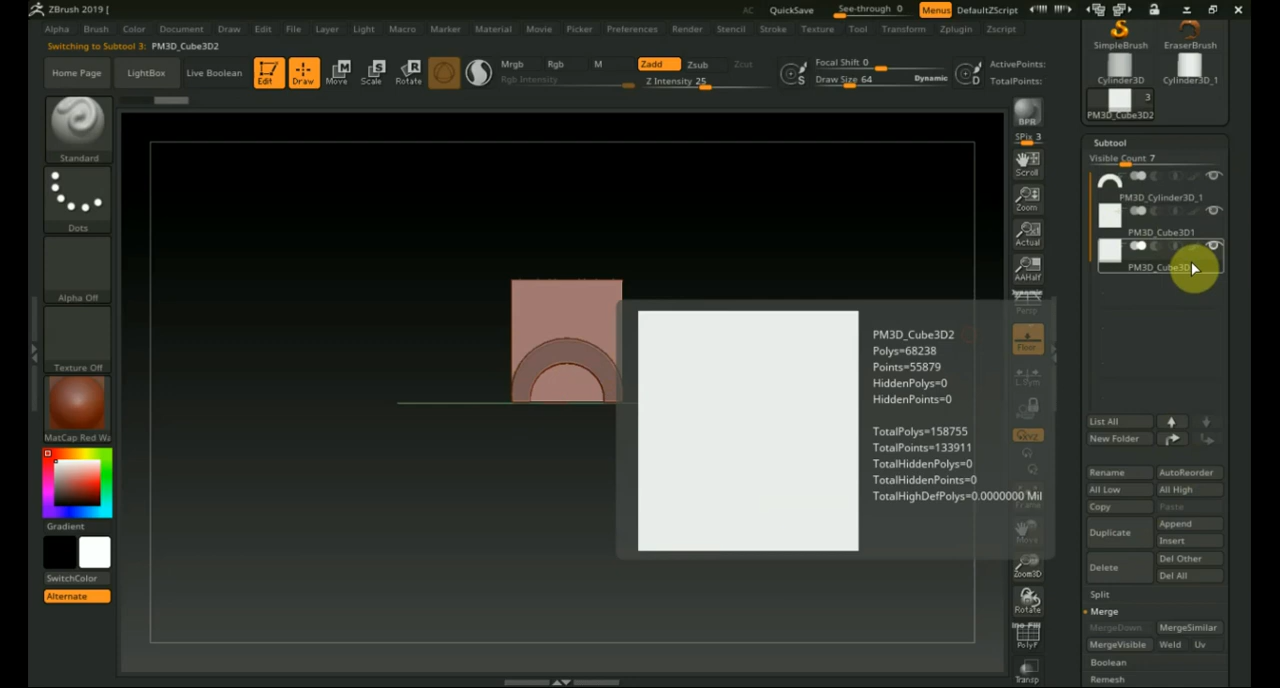 ZBrush 2019 [
AC
QuickSave
See-through 0
Menus
DefaultZScript
Alpha Brush Color Document Draw Edit File Layer Light Macro Marker Material Movie Picker Preferences Render Stencil Stroke Texture Tool Transform Zplugin Zscript
Switching to Subtool 3: PM3D_Cube3D2
Home Page
LightBox
Live Boolean
Edit
Draw
Move
Scale
Rotate
Mrgb
Rgb
M
Rgb Intensity
Zadd
Zsub
Zcut
Z Intensity 25
S
Focal Shift 0
Draw Size 64
Dynamic
D
ActivePoints:
TotalPoints:
Standard
Dots
Alpha Off
Texture Off
MatCap Red Wa
Gradient
SwitchColor
Alternate
BPR
SPix 3
Scroll
Zoom
Actual
AAHalf
Dynamic
Persp
Floor
L.Sym
Frame
Move
Zoom3D
Rotate
PolyF
Transp
SimpleBrush
EraserBrush
Cylinder3D
Cylinder3D_1
3
PM3D_Cube3D2
Subtool
Visible Count 7
PM3D_Cylinder3D_1
PM3D_Cube3D1
PM3D_Cube3D
PM3D_Cube3D2
Polys=68238
Points=55879
HiddenPolys=0
HiddenPoints=0
TotalPolys=158755
TotalPoints=133911
TotalHiddenPolys=0
TotalHiddenPoints=0
TotalHighDefPolys=0.0000000 Mil
List All
New Folder
Rename
AutoReorder
All Low
All High
Copy
Paste
Duplicate
Append
Insert
Delete
Del Other
Del All
Split
Merge
MergeDown
MergeSimilar
MergeVisible
Weld
Uv
Boolean
Remesh